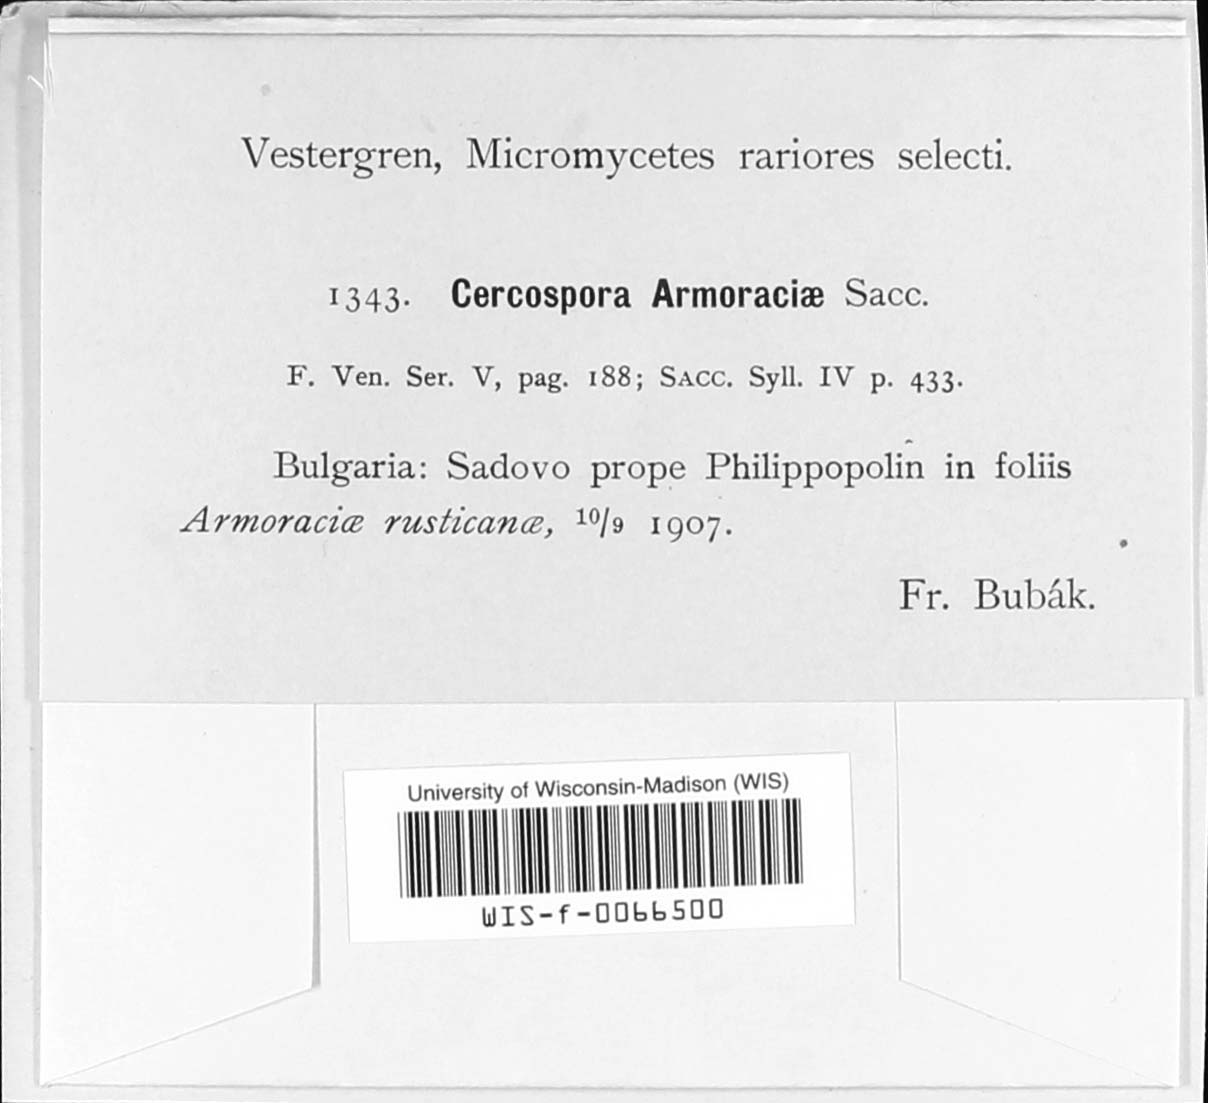 Vestergren, Micromycetes rariores selecti.
1343. Cercospora Armoraciæ Sacc.
F. Ven. Ser. V, pag. 188; SACC. Syll. IV p. 433.
Bulgaria: Sadovo prope Philippopolin in foliis
Armoraciæ rusticanæ, 10/9 1907.
Fr. Bubák.
University of Wisconsin-Madison (WIS)
WIS-f-0066500